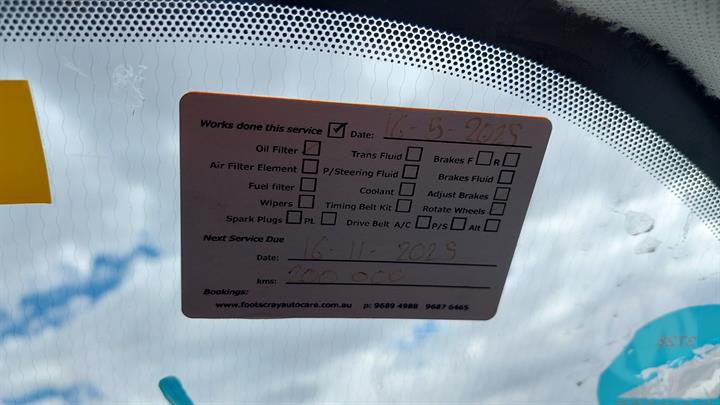 Works done this service Date: 16-5-2025
Oil Filter Trans Fluid Brakes F R
Air Filter Element P/Steering Fluid Brakes Fluid
Fuel filter Coolant Adjust Brakes
Wipers Timing Belt Kit Rotate Wheels
Spark Plugs PL Drive Belt A/C P/S Alt
Next Service Due
Date: 16-11-2025
kms: 200 000
Bookings:
www.footscrayautocare.com.au p: 9689 4988 9687 6465